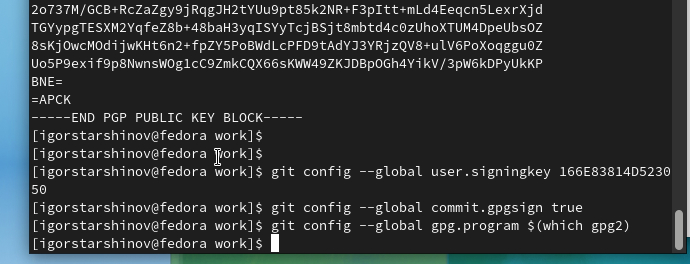 2o737M/GCB+RcZaZgy9jRqgJH2tYUu9pt85k2NR+F3pItt+mLd4Eeqcn5LexrXjd
TGYypgTESXM2YqfeZ8b+48baH3yqISYyTcjBSjt8mbtd4c0zUhoXTUM4DpeUbsOZ
8sKjOwcMOdijwKHt6n2+fpZY5PoBWdLcPFD9tAdYJ3YRjzQV8+ulV6PoXoqggu0Z
Uo5P9exif9p8NwnsWOg1cC9ZmkCQX66sKWW49ZKJDBpOGh4YikV/3pW6kDPyUkKP
BNE=
=APCK
-----END PGP PUBLIC KEY BLOCK-----
[igorstarshinov@fedora work]$
[igorstarshinov@fedora work]$
[igorstarshinov@fedora work]$ git config --global user.signingkey 166E83814D5230
50
[igorstarshinov@fedora work]$ git config --global commit.gpgsign true
[igorstarshinov@fedora work]$ git config --global gpg.program $(which gpg2)
[igorstarshinov@fedora work]$